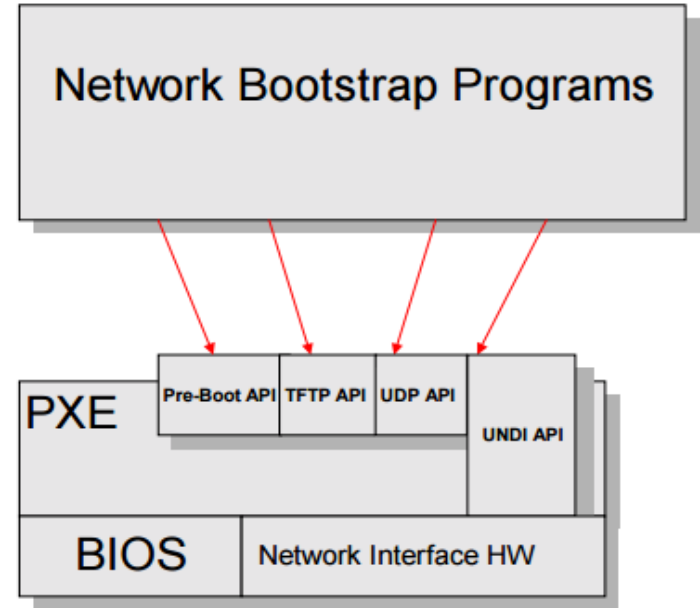 Network Bootstrap Programs
Pre-Boot API
TFTP API
UDP API
UNDI API
PXE
BIOS
Network Interface HW